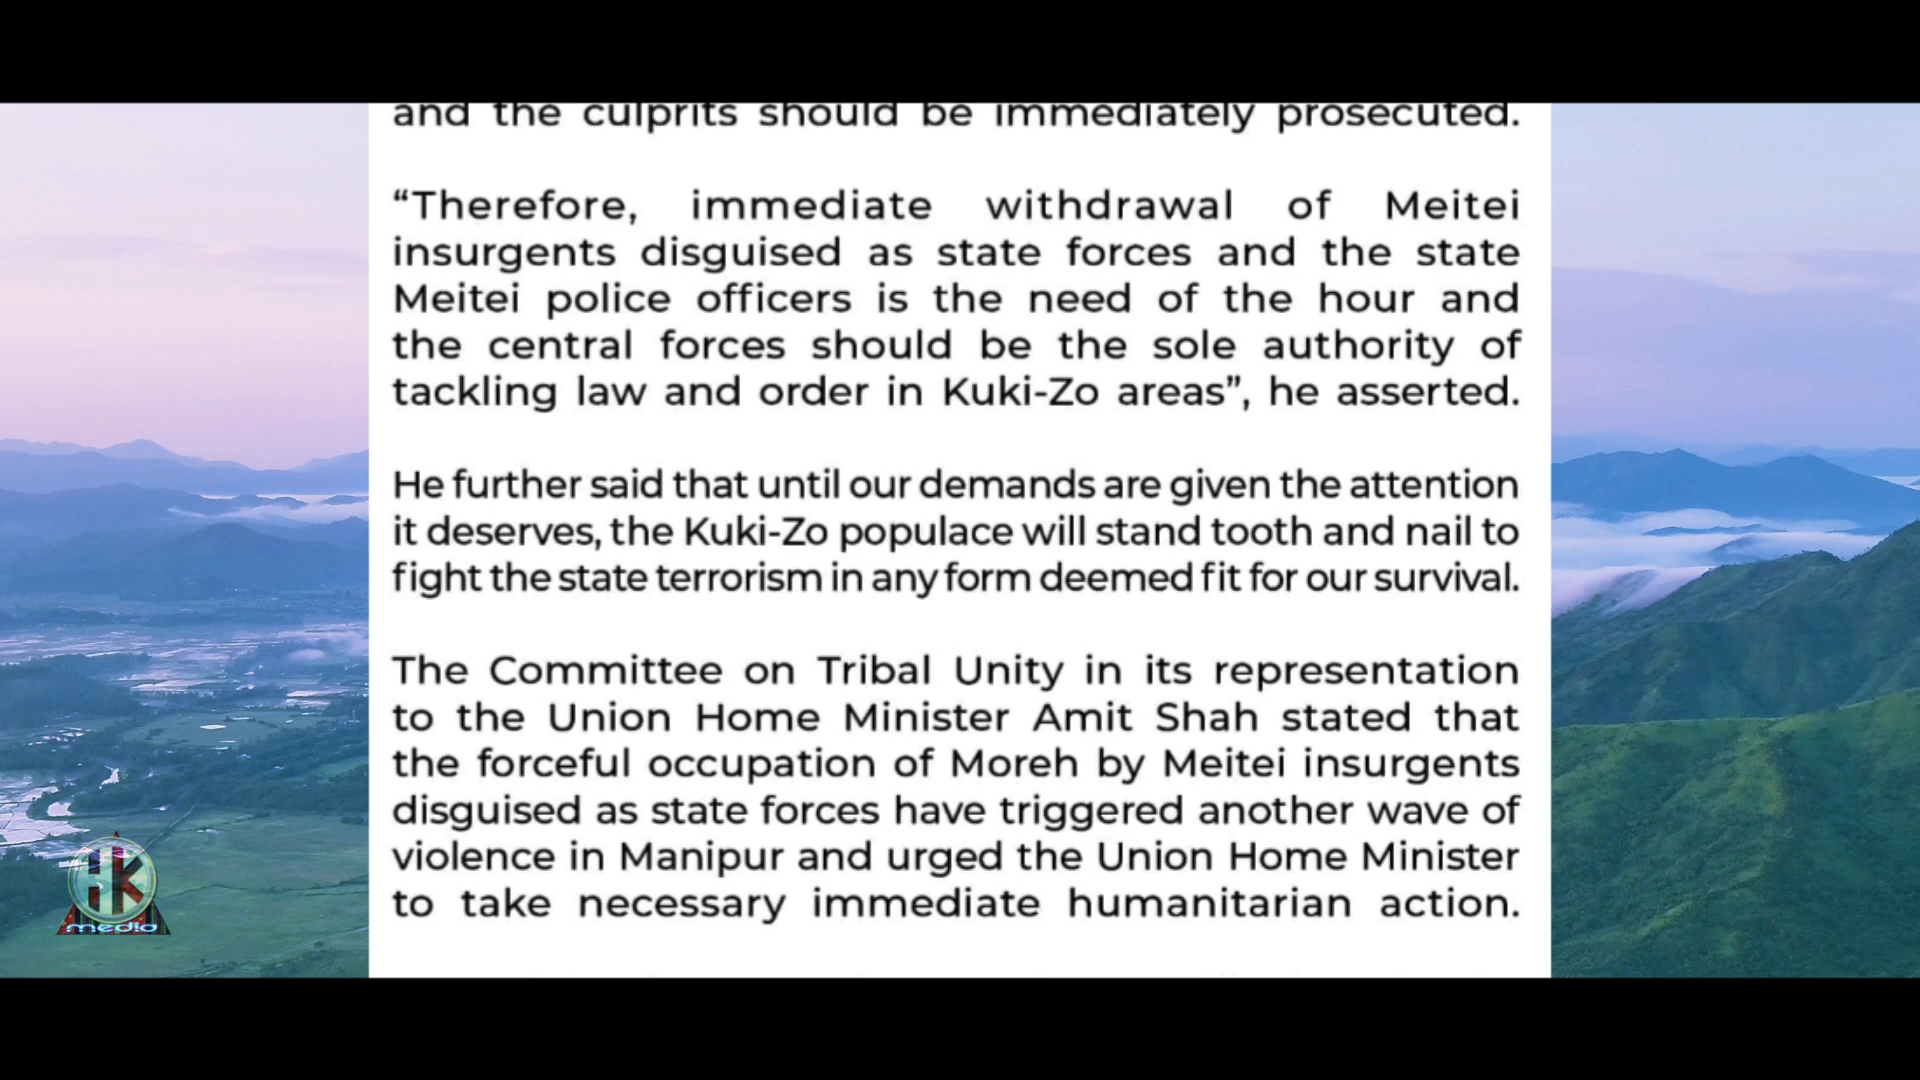 and the culprits should be immediately prosecuted.
“Therefore, immediate withdrawal of Meitei
insurgents disguised as state forces and the state
Meitei police officers is the need of the hour and
the central forces should be the sole authority of
tackling law and order in Kuki-Zo areas”, he asserted.
He further said that until our demands are given the attention
it deserves, the Kuki-Zo populace will stand tooth and nail to
fight the state terrorism in any form deemed fit for our survival.
The Committee on Tribal Unity in its representation
to the Union Home Minister Amit Shah stated that
the forceful occupation of Moreh by Meitei insurgents
disguised as state forces have triggered another wave of
violence in Manipur and urged the Union Home Minister
to take necessary immediate humanitarian action.
HK
media